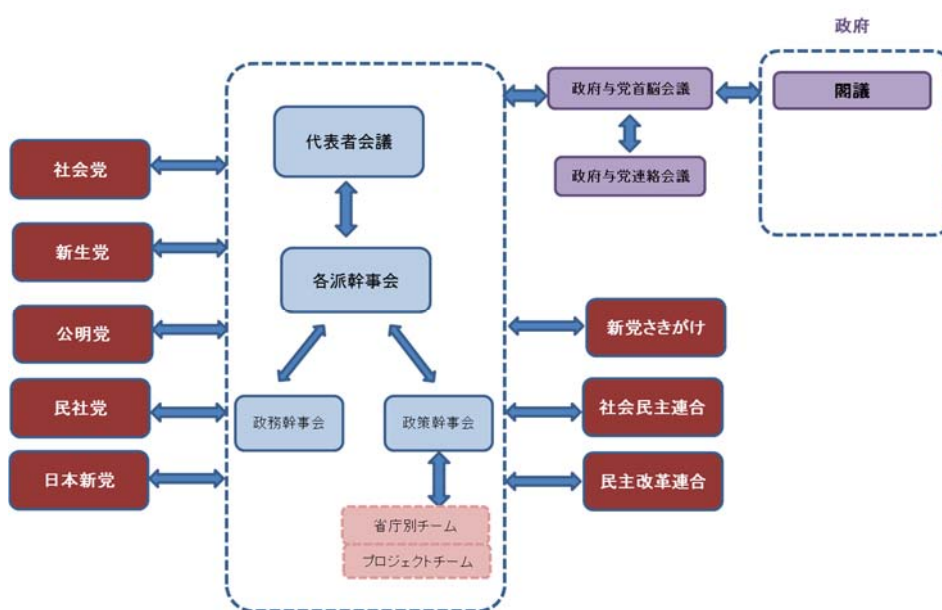 政府
政府与党首脳会議
閣議
代表者会議
政府与党連絡会議
社会党
新生党
各派幹事会
公明党
新党さきがけ
民社党
政務幹事会
政策幹事会
社会民主連合
日本新党
民主改革連合
省庁別チーム
プロジェクトチーム